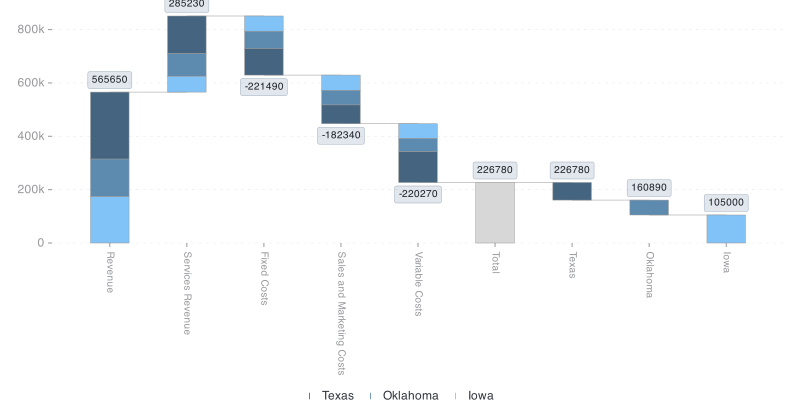 285230
800k
600k
565650
-221490
400k
-182340
200k
-220270
226780
226780
160890
105000
0
Revenue
Services Revenue
Fixed Costs
Sales and Marketing Costs
Variable Costs
Total
Texas
Oklahoma
Iowa
Texas Oklahoma Iowa